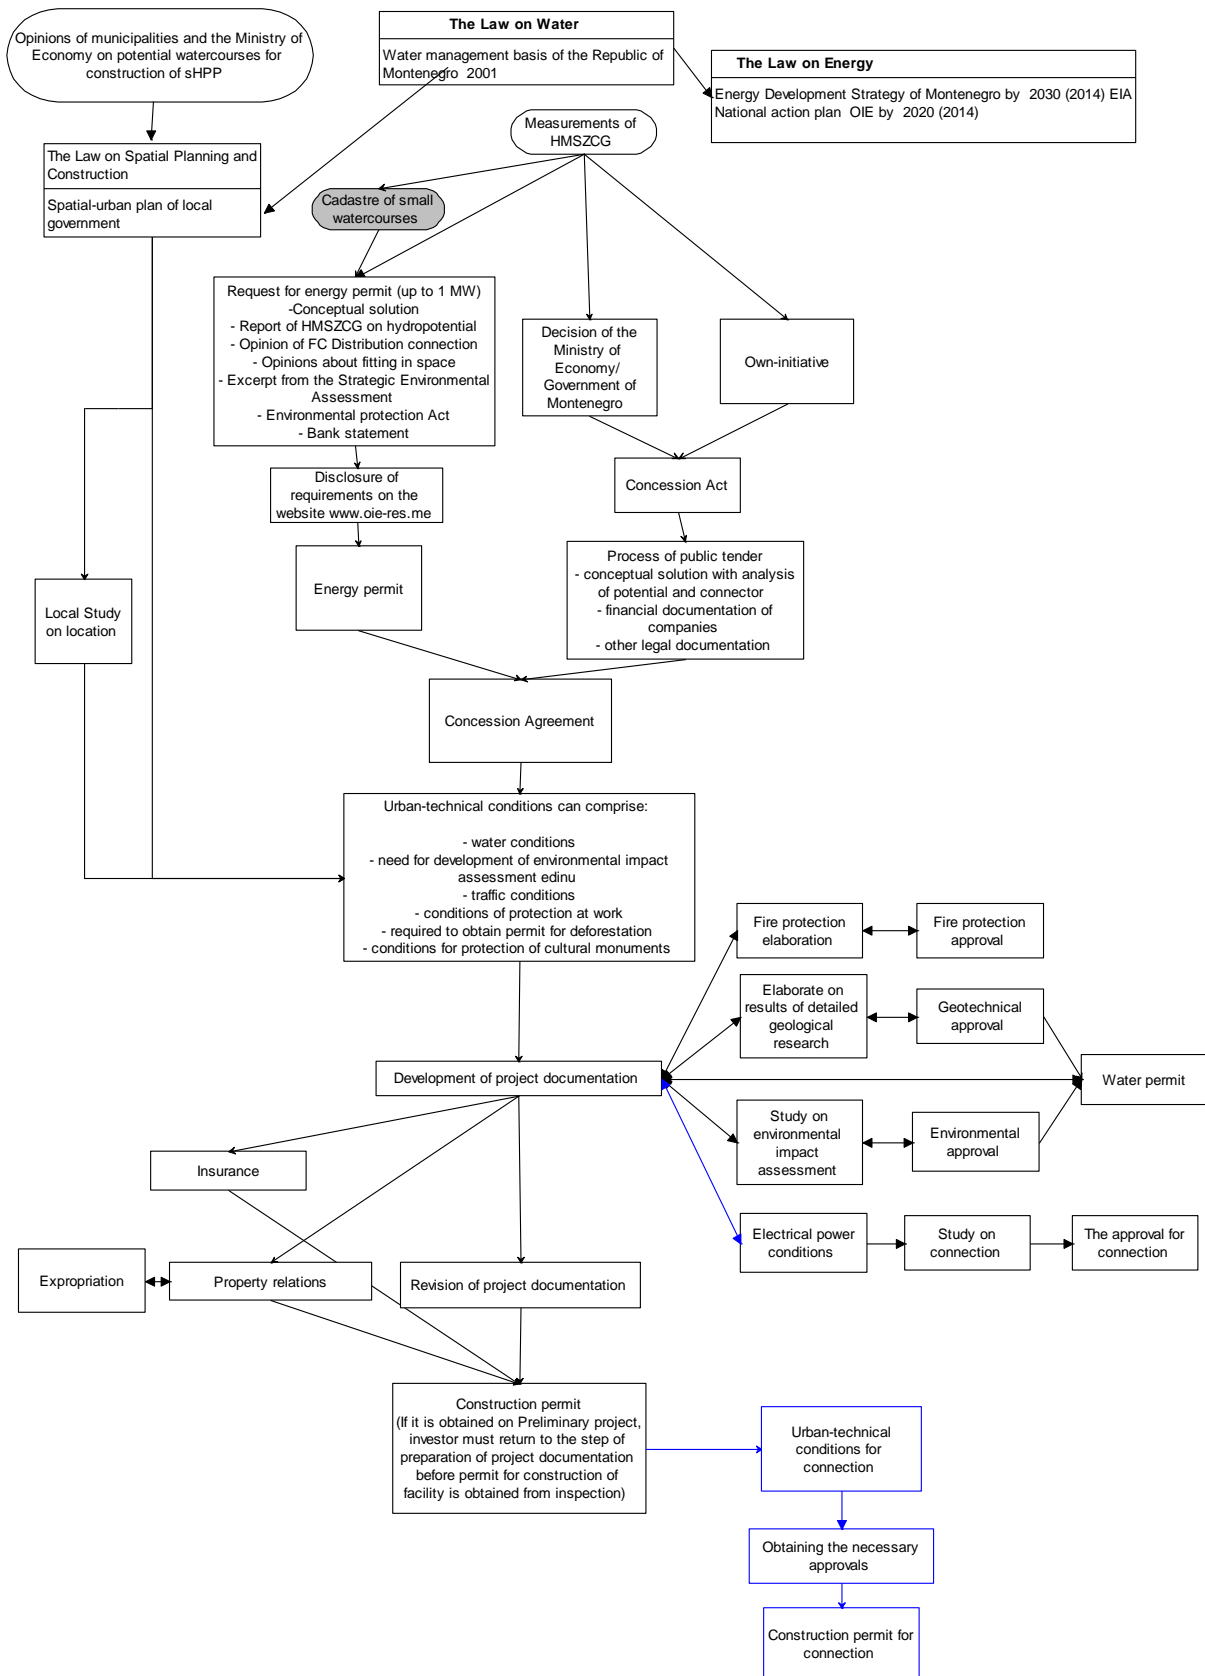 Opinions of municipalities and the Ministry of
Economy on potential watercourses for
construction of sHPP
The Law on Water
Water management basis of the Republic of
Montenegro 2001
The Law on Energy
Energy Development Strategy of Montenegro by 2030 (2014) EIA
National action plan OIE by 2020 (2014)
Measurements of
HMSZCG
The Law on Spatial Planning and
Construction
Spatial-urban plan of local
government
Cadastre of small
watercourses
Request for energy permit (up to 1 MW)
-Conceptual solution
- Report of HMSZCG on hydropotential
- Opinion of FC Distribution connection
- Opinions about fitting in space
- Excerpt from the Strategic Environmental
Assessment
- Environmental protection Act
- Bank statement
Decision of the
Ministry of
Economy/
Government of
Montenegro
Own-initiative
Concession Act
Disclosure of
requirements on the
website www.oie-res.me
Energy permit
Process of public tender
- conceptual solution with analysis
of potential and connector
- financial documentation of
companies
- other legal documentation
Local Study
on location
Concession Agreement
Urban-technical conditions can comprise:
- water conditions
- need for development of environmental impact
assessment edinu
- traffic conditions
- conditions of protection at work
- required to obtain permit for deforestation
- conditions for protection of cultural monuments
Fire protection
elaboration
Fire protection
approval
Elaborate on
results of detailed
geological
research
Geotechnical
approval
Development of project documentation
Water permit
Study on
environmental
impact
assessment
Environmental
approval
Insurance
Electrical power
conditions
Study on
connection
The approval for
connection
Expropriation
Property relations
Revision of project documentation
Construction permit
(If it is obtained on Preliminary project,
investor must return to the step of
preparation of project documentation
before permit for construction of
facility is obtained from inspection)
Urban-technical
conditions for
connection
Obtaining the necessary
approvals
Construction permit for
connection